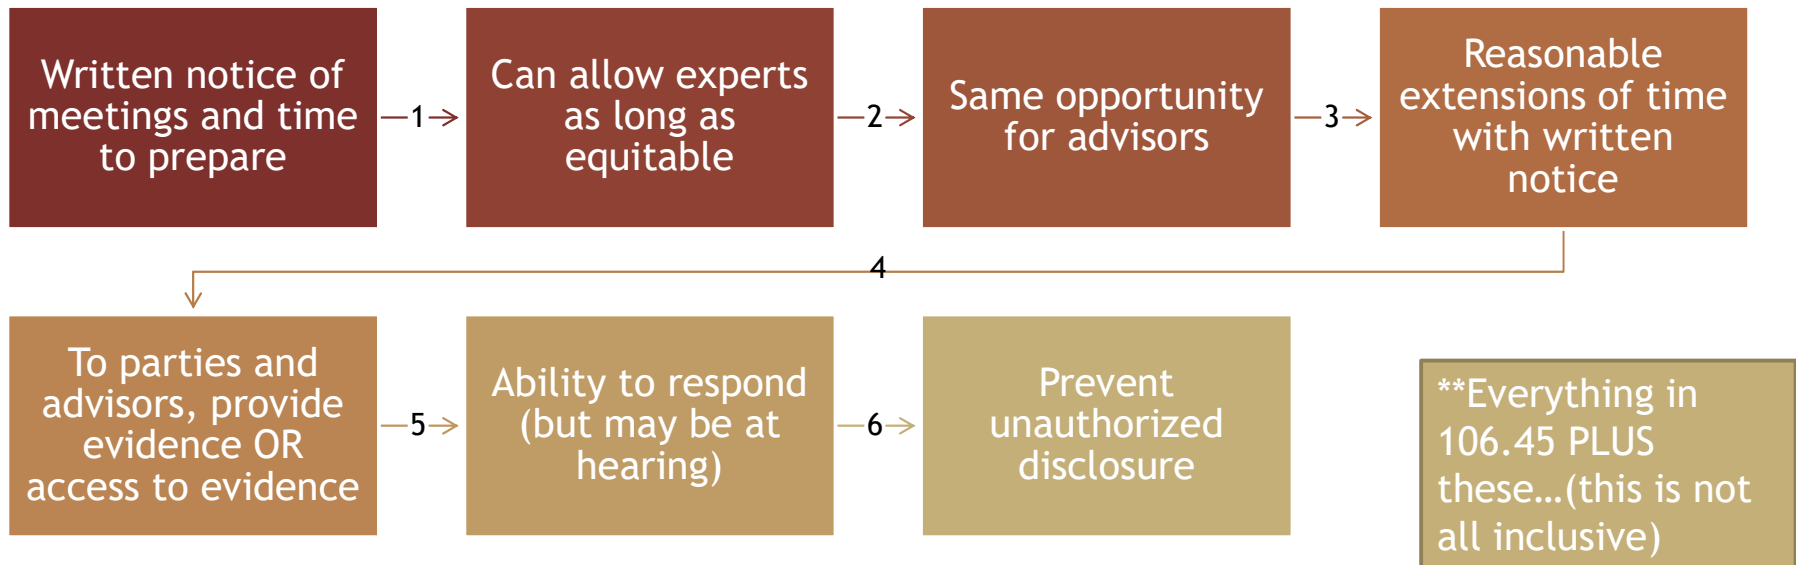 Written notice of
meetings and time
to prepare
1
Can allow experts
as long as
equitable
2
Same opportunity
for advisors
3
Reasonable
extensions of time
with written
notice
4
To parties and
advisors, provide
evidence OR
access to evidence
5
Ability to respond
(but may be at
hearing)
6
Prevent
unauthorized
disclosure
**Everything in
106.45 PLUS
these...(this is not
all inclusive)